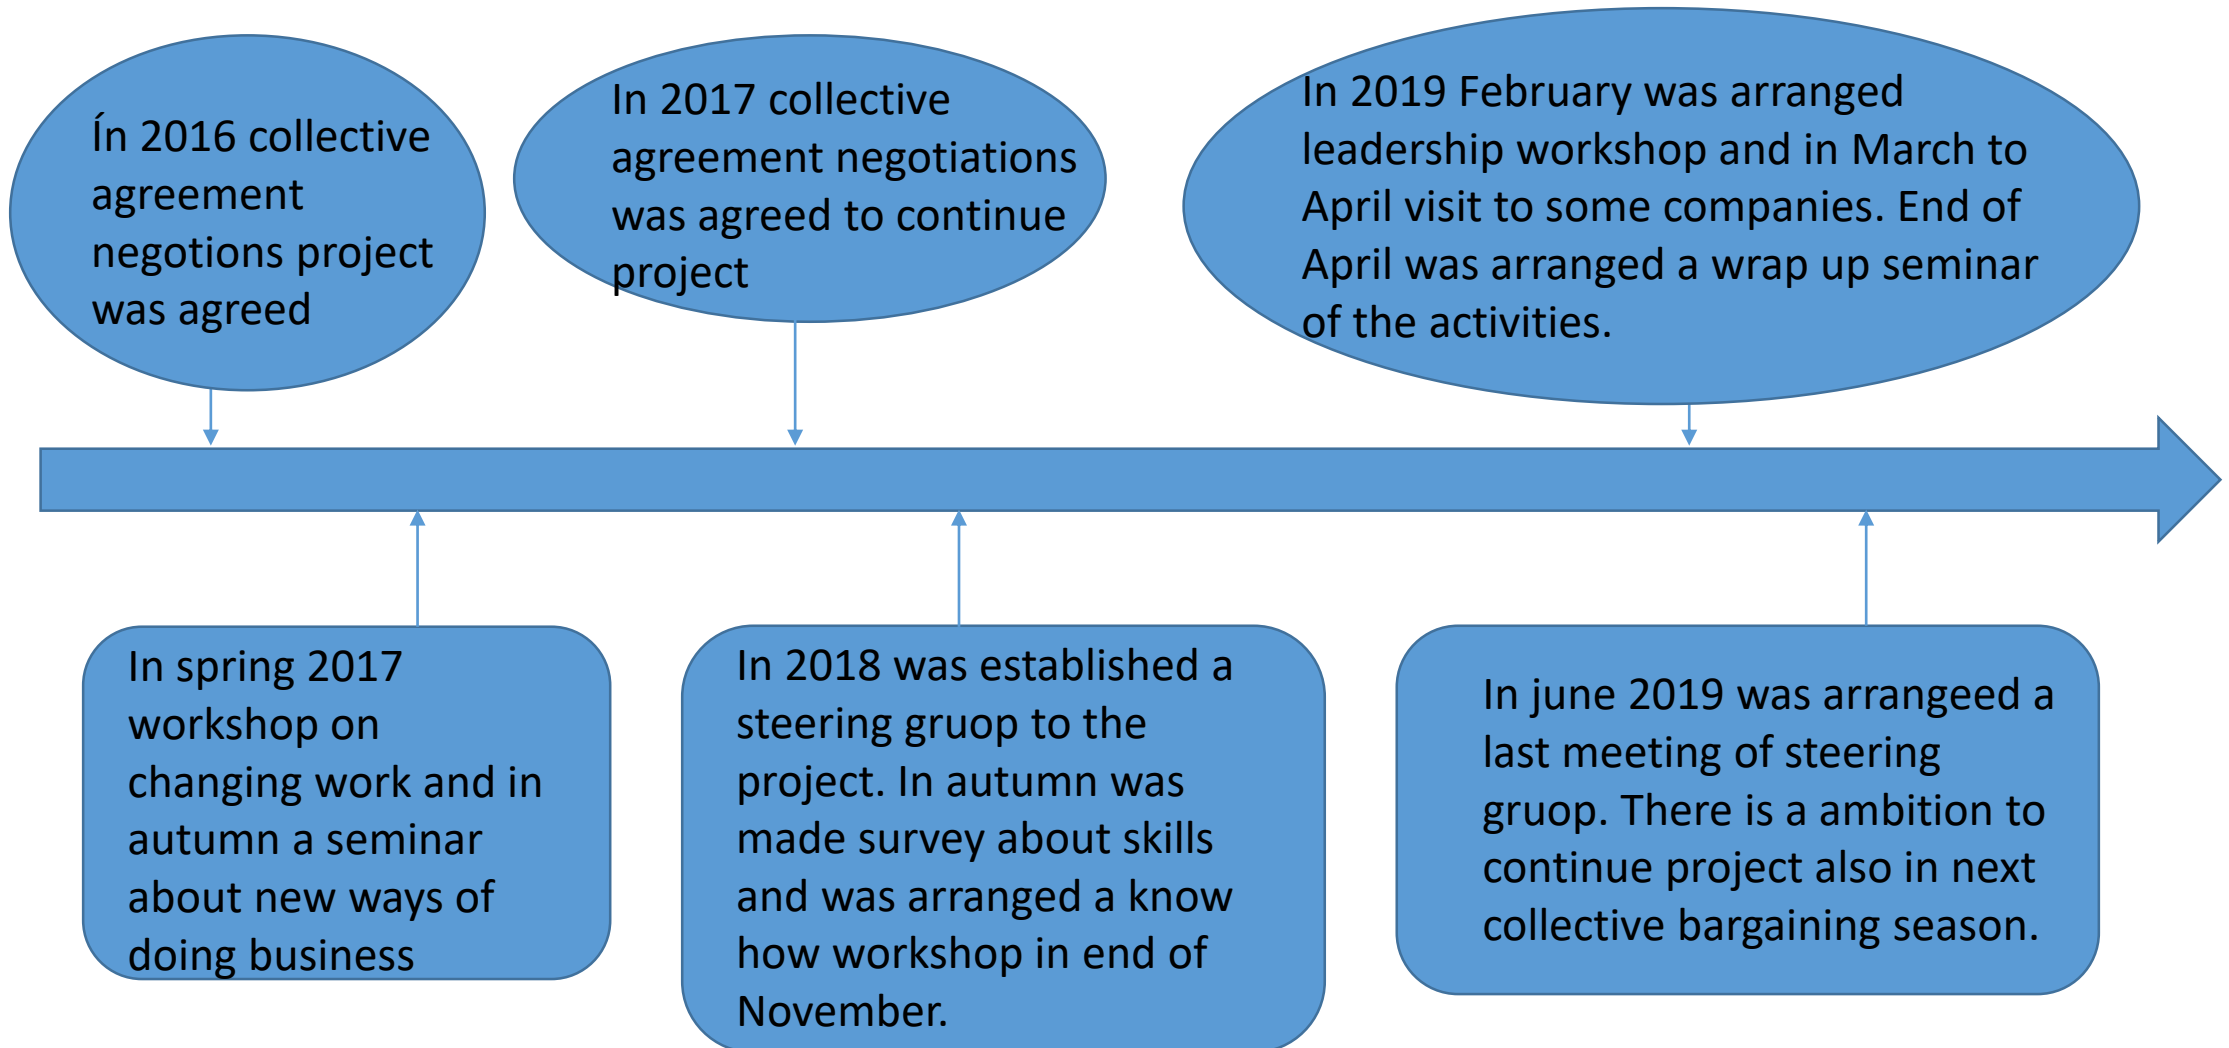 Ín 2016 collective
agreement
negotions project
was agreed
In 2017 collective
agreement negotiations
was agreed to continue
project
In 2019 February was arranged
leadership workshop and in March to
April visit to some companies. End of
April was arranged a wrap up seminar
of the activities.
In spring 2017
workshop on
changing work and in
autumn a seminar
about new ways of
doing business
In 2018 was established a
steering gruop to the
project. In autumn was
made survey about skills
and was arranged a know
how workshop in end of
November.
In june 2019 was arrangeed a
last meeting of steering
gruop. There is a ambition to
continue project also in next
collective bargaining season.